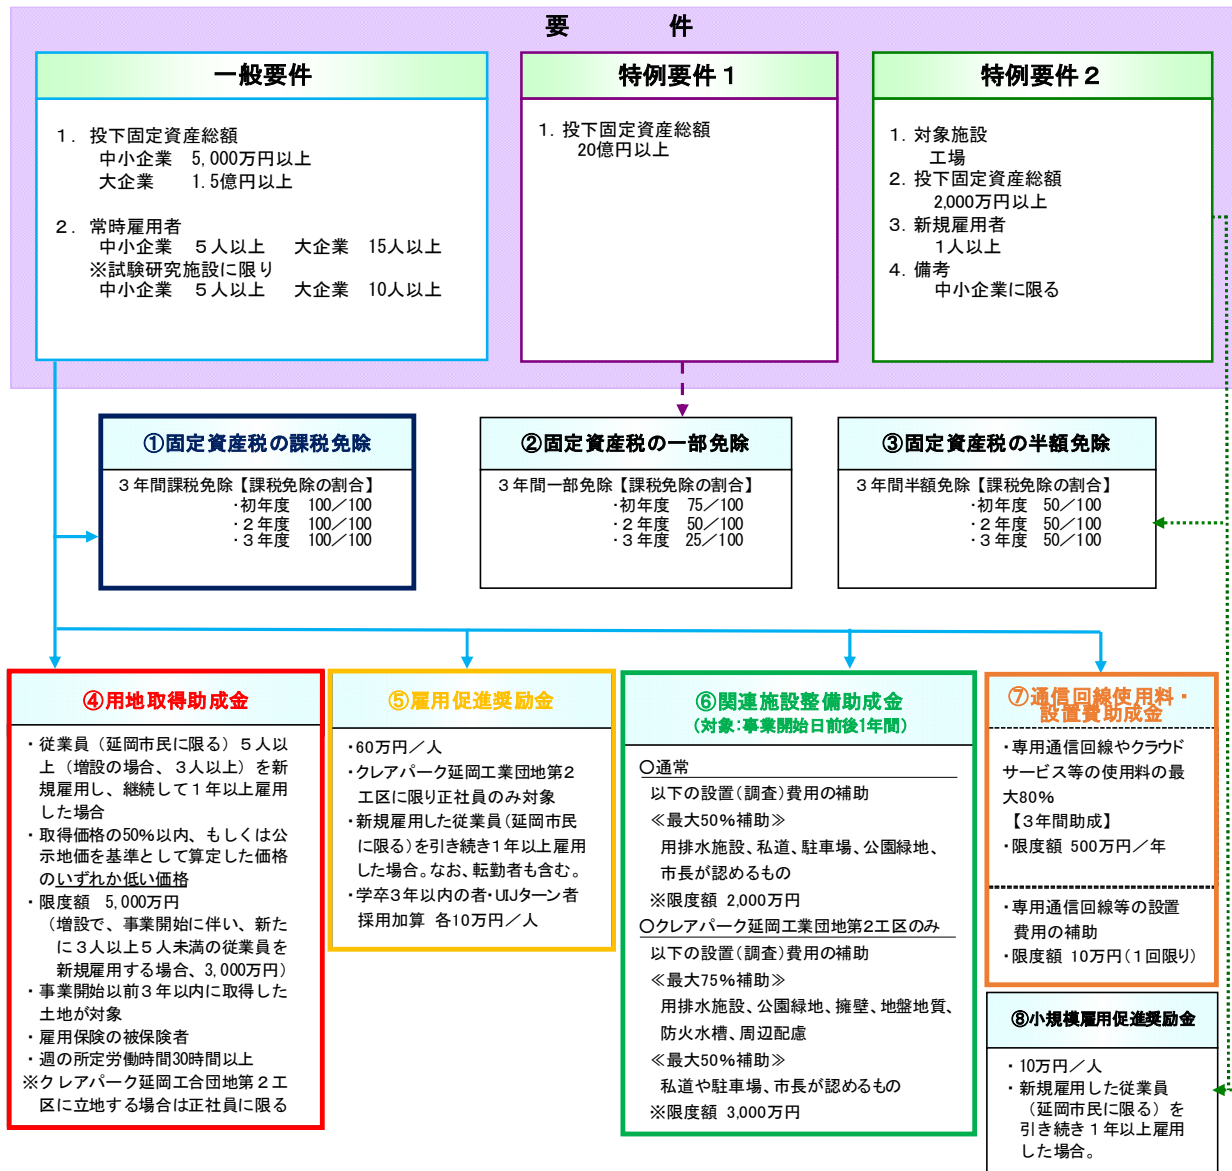 要　件
一般要件
1. 投下固定資産総額
中小企業　5,000万円以上
大企業　1.5億円以上
2. 常時雇用者
中小企業　5人以上　大企業　15人以上
※試験研究施設に限り
中小企業　5人以上　大企業　10人以上
特例要件１
1. 投下固定資産総額
20億円以上
特例要件２
1. 対象施設
工場
2. 投下固定資産総額
2,000万円以上
3. 新規雇用者
1人以上
4. 備考
中小企業に限る
①固定資産税の課税免除
３年間課税免除【課税免除の割合】
・初年度　100／100
・２年度　100／100
・３年度　100／100
②固定資産税の一部免除
３年間一部免除【課税免除の割合】
・初年度　75／100
・２年度　50／100
・３年度　25／100
③固定資産税の半額免除
３年間半額免除【課税免除の割合】
・初年度　50／100
・２年度　50／100
・３年度　50／100
④用地取得助成金
・従業員（延岡市民に限る）５人以
上（増設の場合、３人以上）を新
規雇用し、継続して１年以上雇用
した場合
・取得価格の50%以内、もしくは公
示地価を基準として算定した価格
のいずれか低い価格
・限度額　5,000万円
（増設で、事業開始に伴い、新た
に３人以上５人未満の従業員を
新規雇用する場合、3,000万円）
・事業開始以前３年以内に取得した
土地が対象
・雇用保険の被保険者
・週の所定労働時間30時間以上
※クレアパーク延岡工合団地第２工
区に立地する場合は正社員に限る
⑤雇用促進奨励金
・60万円／人
・クレアパーク延岡工業団地第２
工区に限り正社員のみ対象
・新規雇用した従業員（延岡市民
に限る）を引き続き１年以上雇用
した場合。なお、転勤者も含む。
・学卒３年以内の者・UIJターン者
採用加算 各10万円／人
⑥関連施設整備助成金
（対象：事業開始日前後1年間）
〇通常
以下の設置（調査）費用の補助
≪最大50%補助≫
用排水施設、私道、駐車場、公園緑地、
市長が認めるもの
※限度額 2,000万円
〇クレアパーク延岡工業団地第２工区のみ
以下の設置（調査）費用の補助
≪最大75%補助≫
用排水施設、公園緑地、擁壁、地盤地質、
防火水槽、周辺配慮
≪最大50%補助≫
私道や駐車場、市長が認めるもの
※限度額 3,000万円
⑦通信回線使用料・
設置費助成金
・専用通信回線やクラウド
サービス等の使用料の最
大80%
【３年間助成】
・限度額 500万円／年
・専用通信回線等の設置
費用の補助
・限度額 10万円（１回限り）
⑧小規模雇用促進奨励金
・10万円／人
・新規雇用した従業員
（延岡市民に限る）を
引き続き１年以上雇用
した場合。